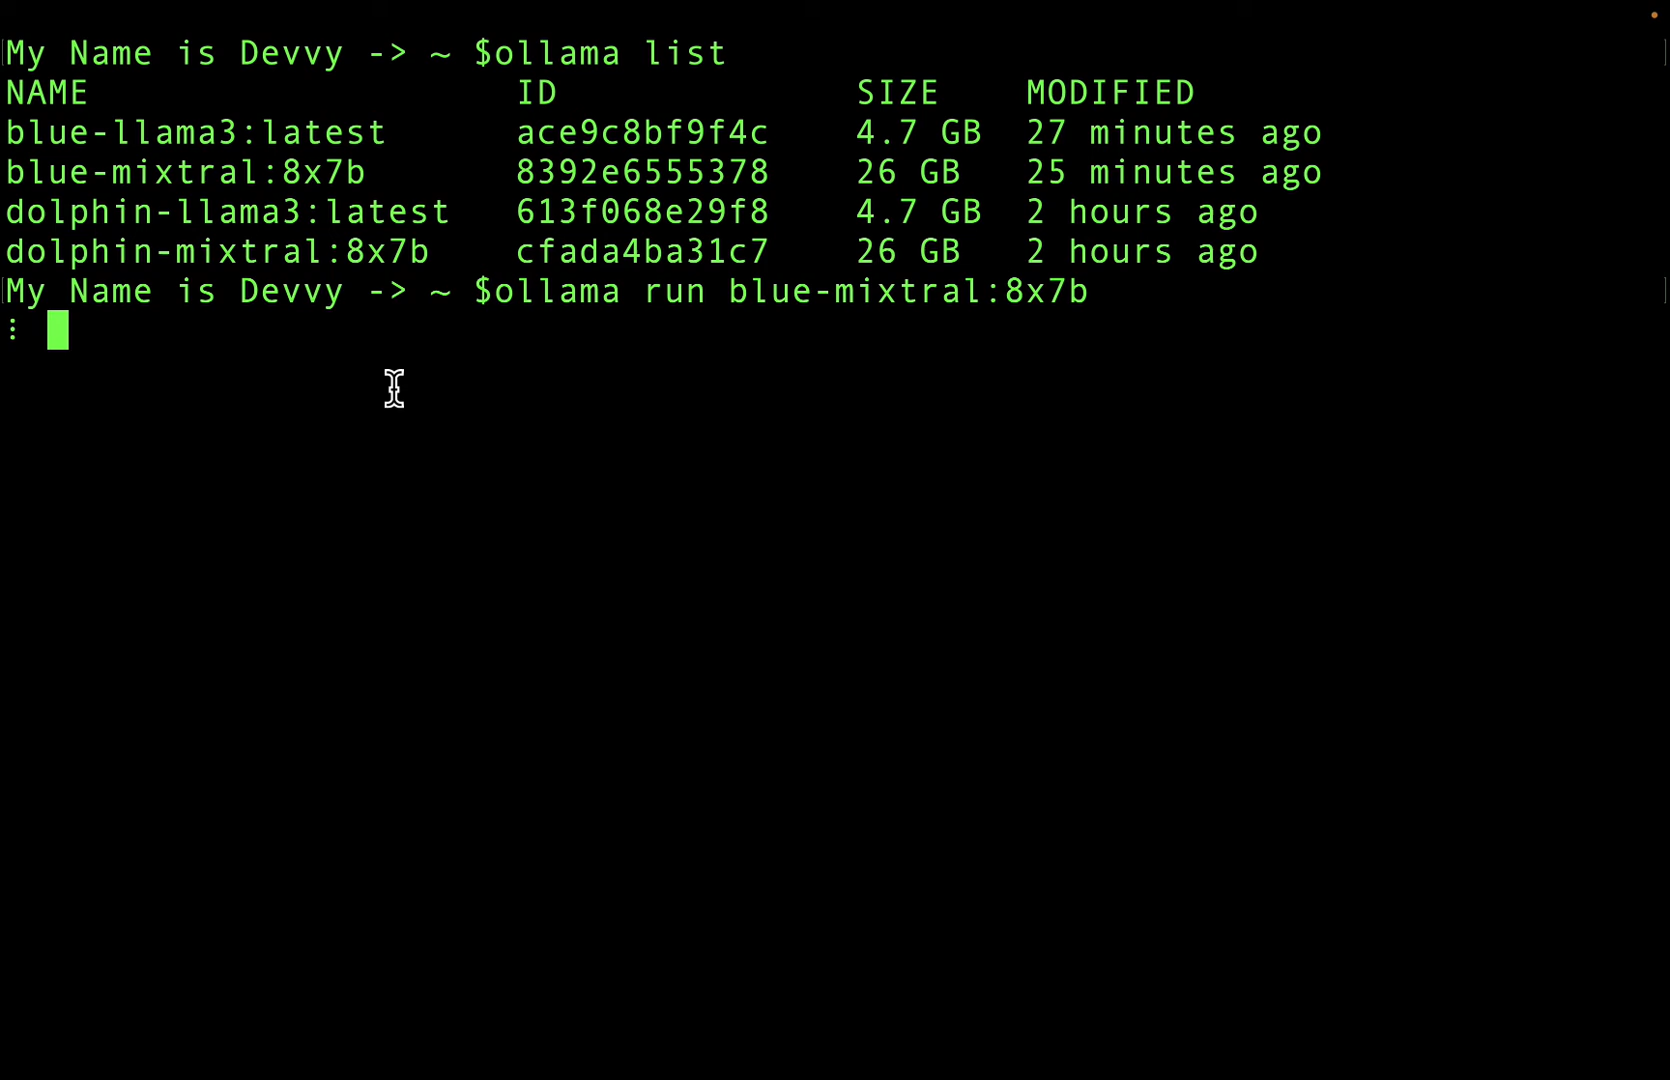 My Name is Devvy -> ~ $ollama list
NAME ID SIZE MODIFIED
blue-llama3:latest ace9c8bf9f4c 4.7 GB 27 minutes ago
blue-mixtral:8x7b 8392e6555378 26 GB 25 minutes ago
dolphin-llama3:latest 613f068e29f8 4.7 GB 2 hours ago
dolphin-mixtral:8x7b cfada4ba31c7 26 GB 2 hours ago
My Name is Devvy -> ~ $ollama run blue-mixtral:8x7b